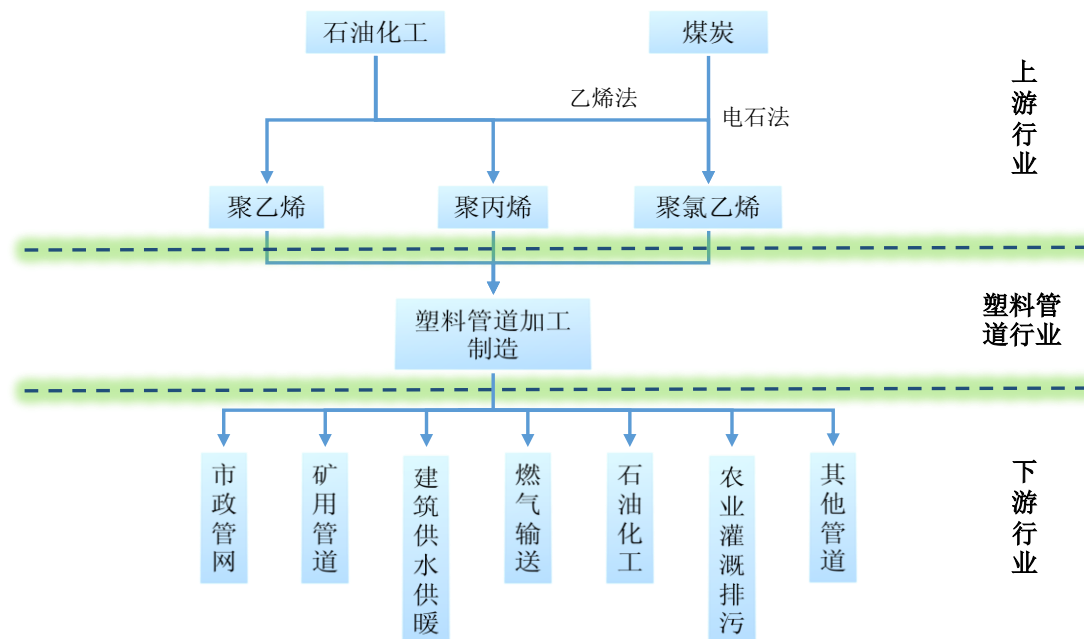 石油化工
煤炭
乙烯法
电石法
上游行业
聚乙烯
聚丙烯
聚氯乙烯
塑料管道加工
制造
塑料管
道行业
市政管网
矿用管道
建筑供水供暖
燃气输送
石油化工
农业灌溉排污
其他管道
下游行业